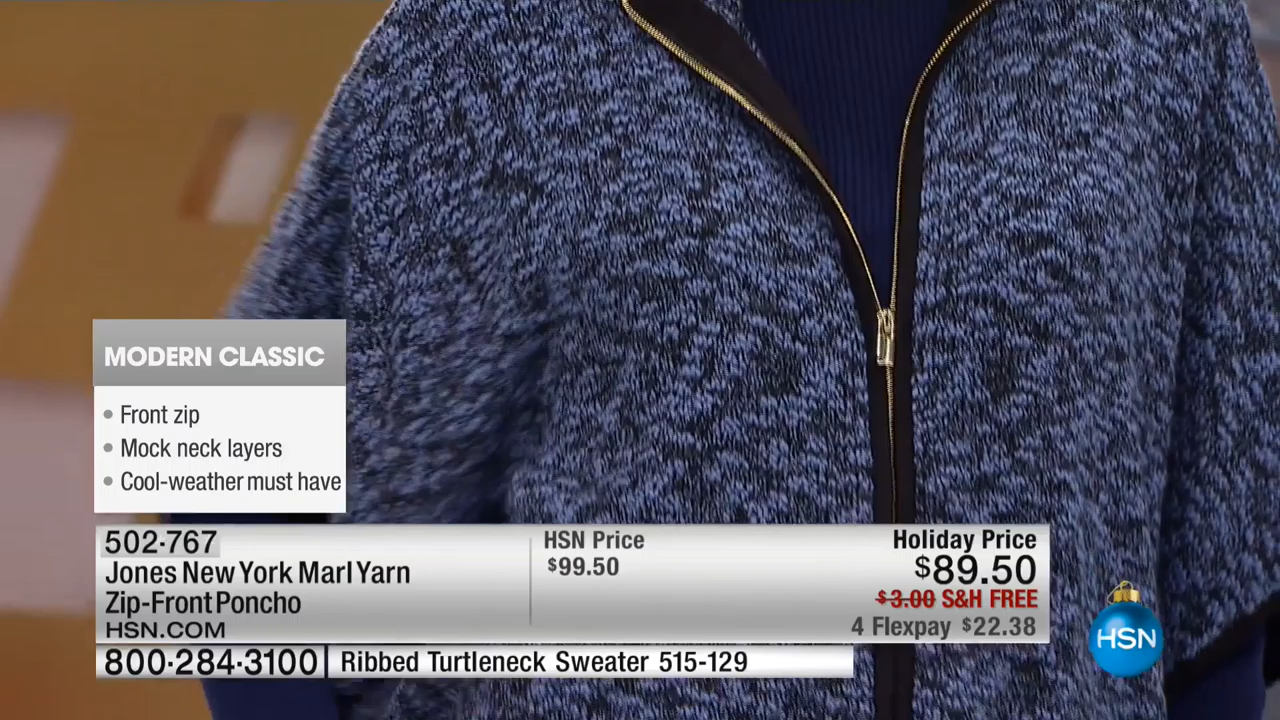 MODERN CLASSIC
• Front zip
• Mock neck layers
• Cool-weather must have
502-767
Jones New York Marl Yarn
Zip-Front Poncho
HSN.COM
HSN Price
$99.50
Holiday Price
$89.50
$3.00 S&H FREE
4 Flexpay $22.38
800-284-3100
Ribbed Turtleneck Sweater 515-129
HSN